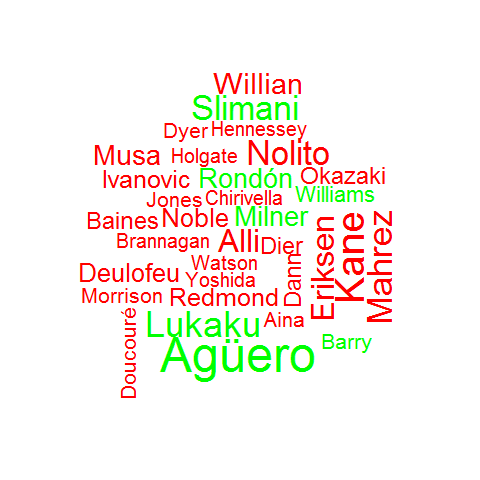 Willian
Slimani
Dyer Hennessey
Musa Holgate Nolito
Ivanovic Rondón Okazaki
Jones Chirivella Williams
Baines Noble Milner
Brannagan Alli Dier
Eriksen Kane Mahrez
Watson Dann
Deulofeu Yoshida
Morrison Redmond
Doucouré Lukaku Aina
Agüero Barry